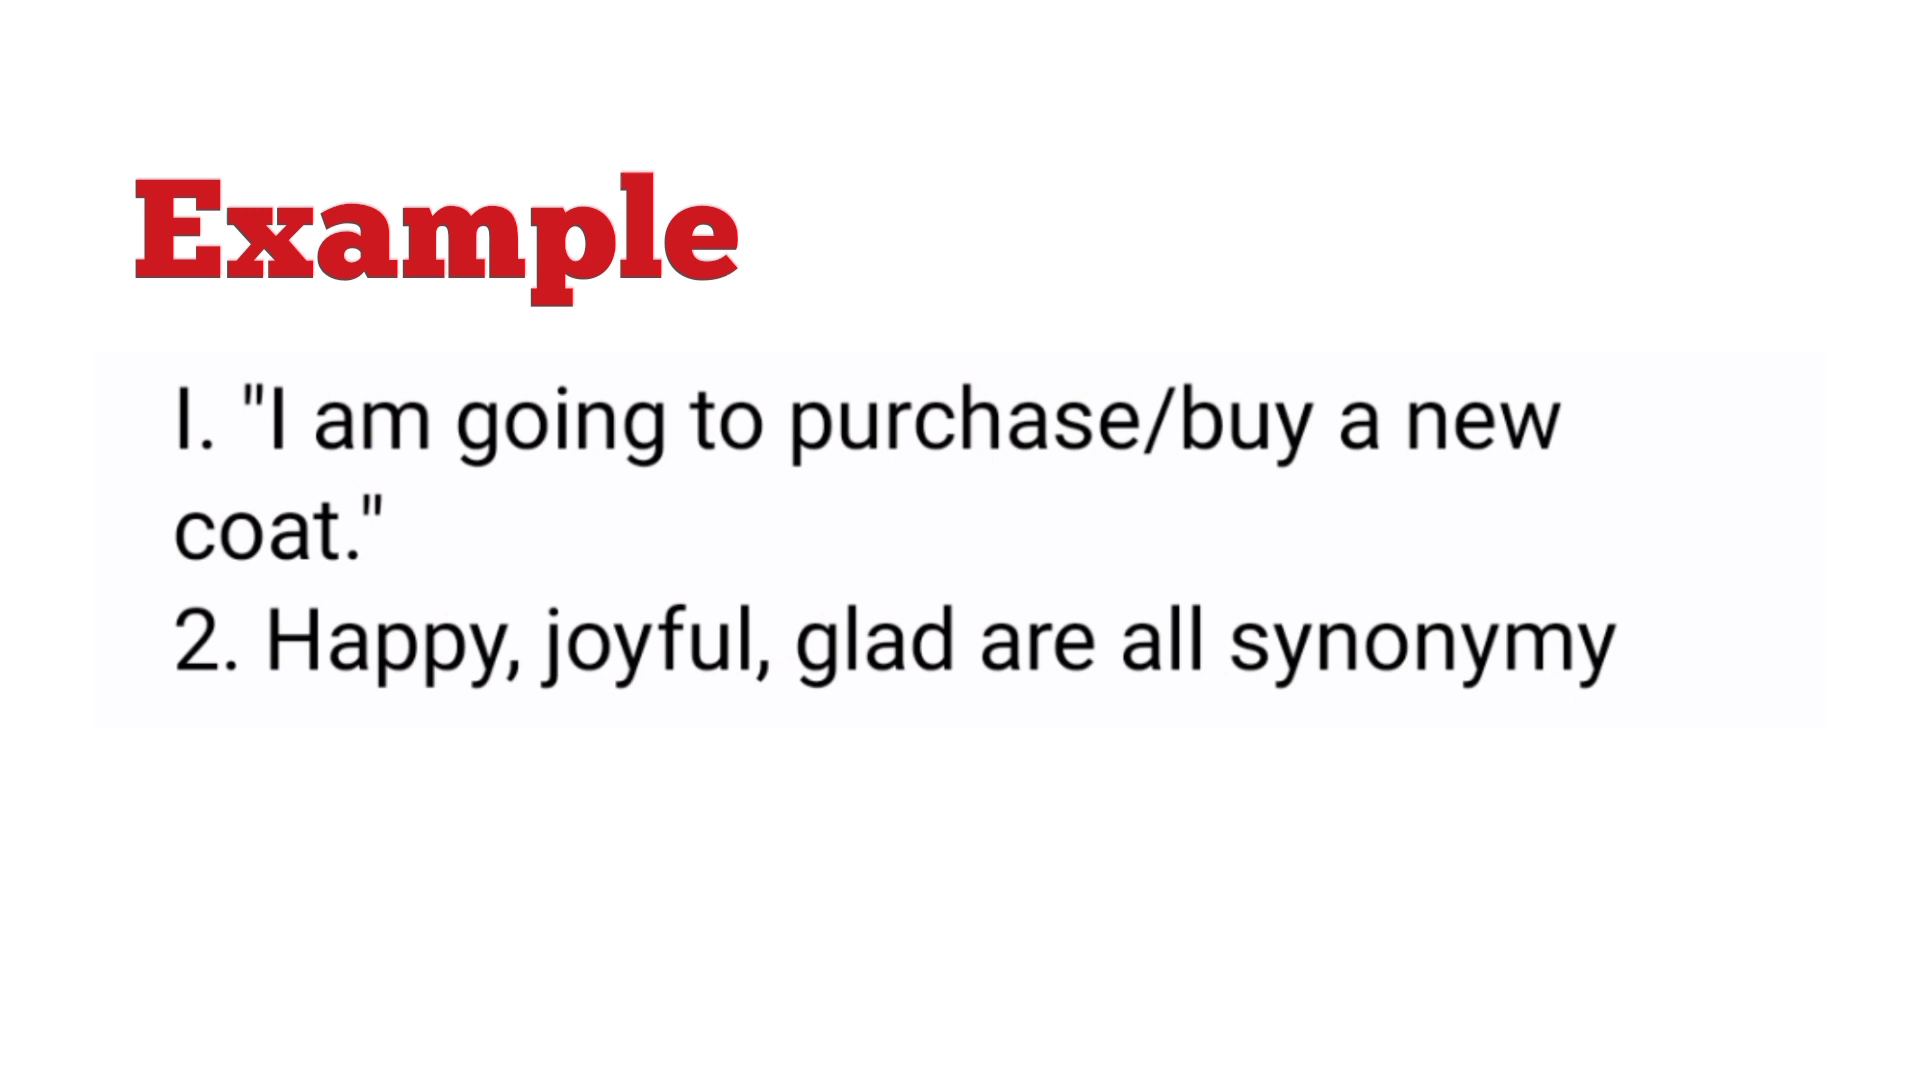 Example
I. "I am going to purchase/buy a new
coat."
2. Happy, joyful, glad are all synonymy